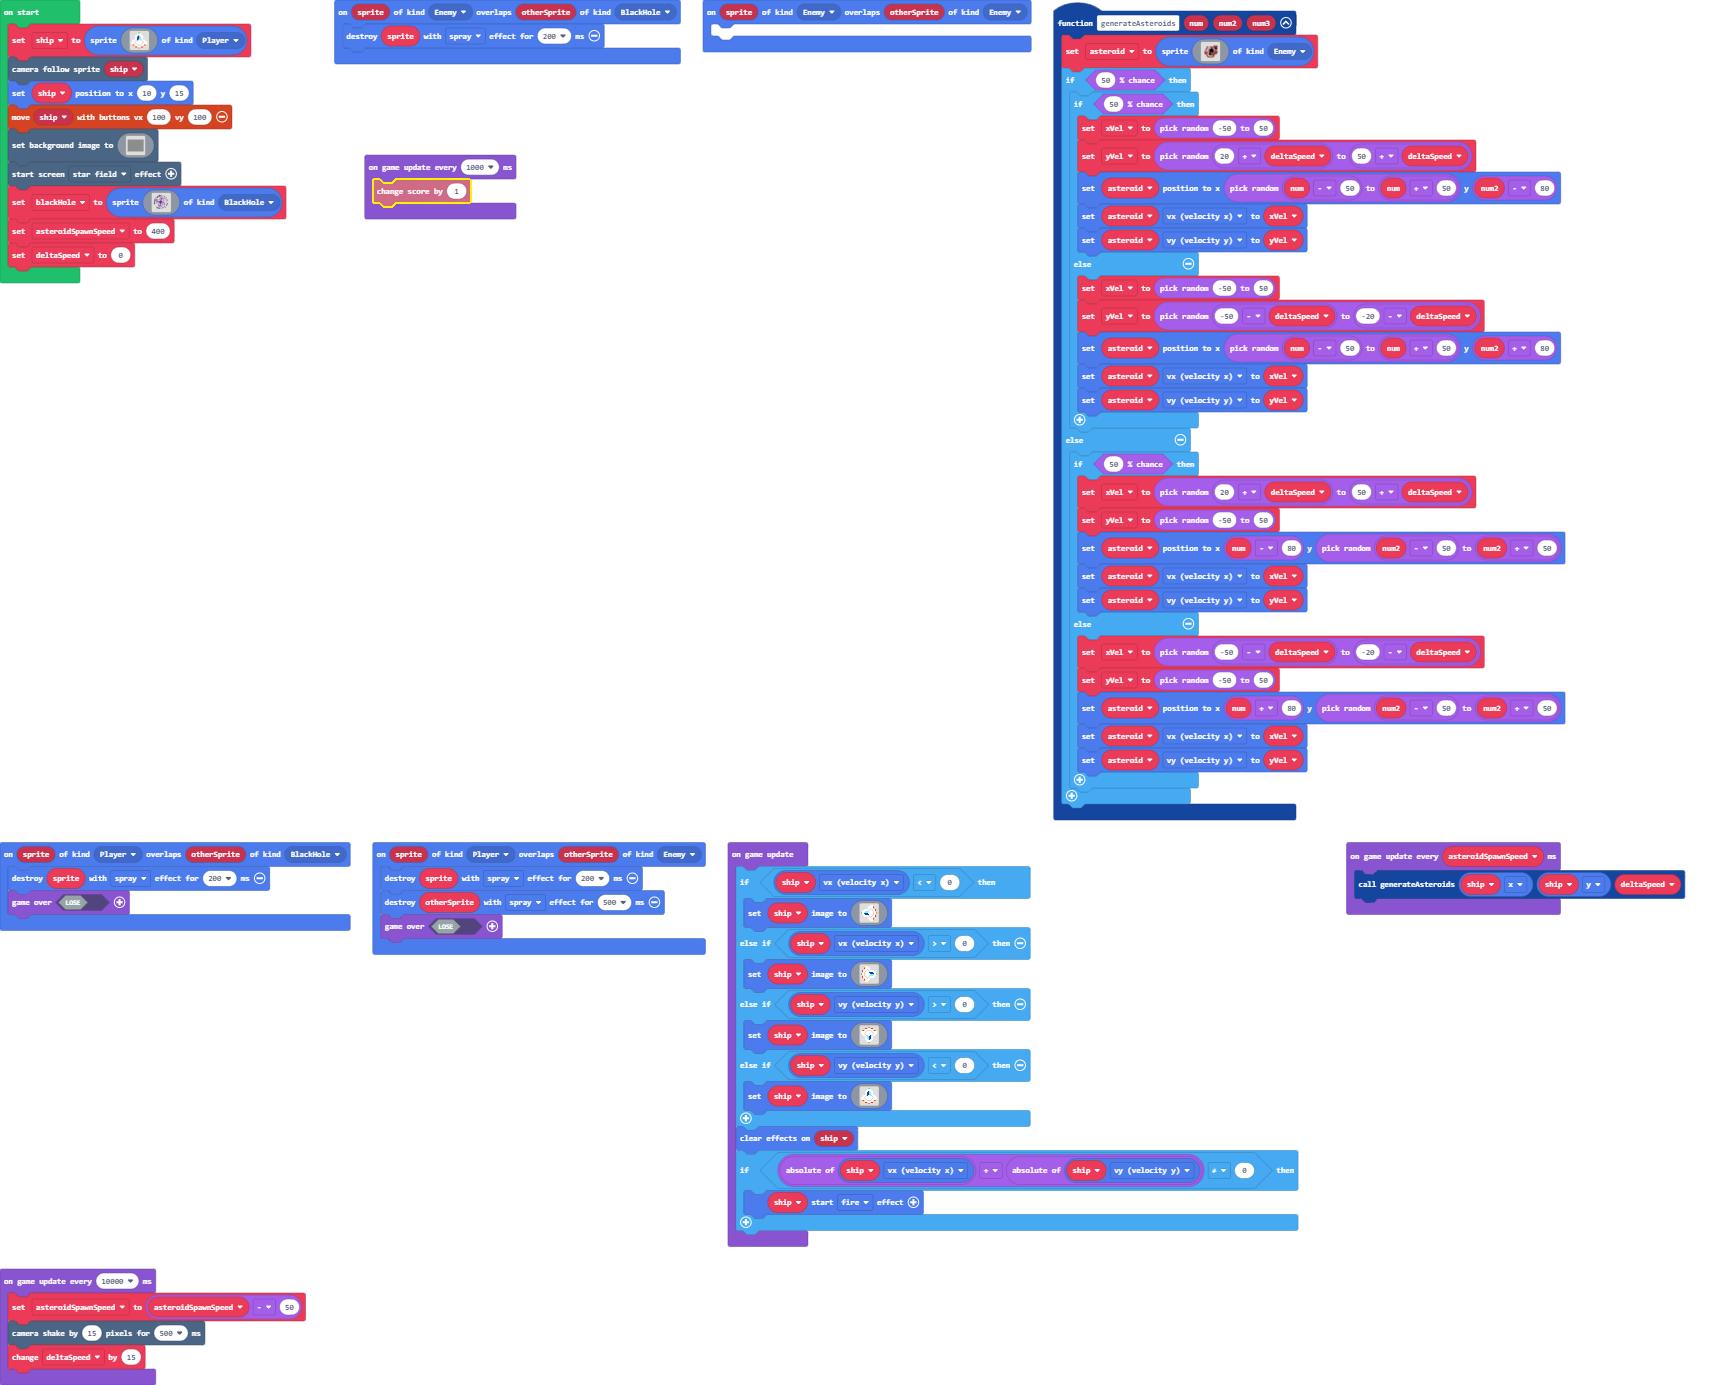 on start
set ship to sprite of kind Player
camera follow sprite ship
set ship position to x 10 y 15
move ship with buttons vx 100 vy 100
set background image to
start screen star field effect
set blackHole to sprite of kind BlackHole
set asteroidSpawnSpeed to 400
set deltaSpeed to 0
on sprite of kind Enemy overlaps otherSprite of kind BlackHole
destroy sprite with spray effect for 200 ms
on game update every 1000 ms
change score by 1
on sprite of kind Enemy overlaps otherSprite of kind Enemy
function generateAsteroids num num2 num3
set asteroid to sprite of kind Enemy
if 50 % chance then
if 50 % chance then
set xVel to pick random -50 to 50
set yVel to pick random 20 + deltaSpeed to 50 + deltaSpeed
set asteroid position to x pick random num - 50 to num + 50 y num2 - 80
set asteroid vx (velocity x) to xVel
set asteroid vy (velocity y) to yVel
else
set xVel to pick random -50 to 50
set yVel to pick random -50 - deltaSpeed to -20 - deltaSpeed
set asteroid position to x pick random num - 50 to num + 50 y num2 + 80
set asteroid vx (velocity x) to xVel
set asteroid vy (velocity y) to yVel
else
if 50 % chance then
set xVel to pick random 20 + deltaSpeed to 50 + deltaSpeed
set yVel to pick random -50 to 50
set asteroid position to x num - 80 y pick random num2 - 50 to num2 + 50
set asteroid vx (velocity x) to xVel
set asteroid vy (velocity y) to yVel
else
set xVel to pick random -50 - deltaSpeed to -20 - deltaSpeed
set yVel to pick random -50 to 50
set asteroid position to x num + 80 y pick random num2 - 50 to num2 + 50
set asteroid vx (velocity x) to xVel
set asteroid vy (velocity y) to yVel
on sprite of kind Player overlaps otherSprite of kind BlackHole
destroy sprite with spray effect for 200 ms
game over LOSE
on sprite of kind Player overlaps otherSprite of kind Enemy
destroy sprite with spray effect for 200 ms
destroy otherSprite with spray effect for 500 ms
game over LOSE
on game update
if ship vx (velocity x) < 0 then
set ship image to
else if ship vx (velocity x) > 0 then
set ship image to
else if ship vy (velocity y) > 0 then
set ship image to
else if ship vy (velocity y) < 0 then
set ship image to
clear effects on ship
if absolute of ship vx (velocity x) + absolute of ship vy (velocity y) ≠ 0 then
ship start fire effect
on game update every asteroidSpawnSpeed ms
call generateAsteroids ship x ship y deltaSpeed
on game update every 10000 ms
set asteroidSpawnSpeed to asteroidSpawnSpeed - 50
camera shake by 15 pixels for 500 ms
change deltaSpeed by 15